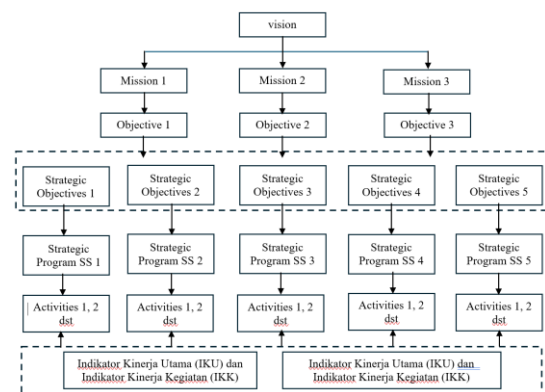 vision
Mission 1
Mission 2
Mission 3
Objective 1
Objective 2
Objective 3
Strategic
Objectives 1
Strategic
Objectives 2
Strategic
Objectives 3
Strategic
Objectives 4
Strategic
Objectives 5
Strategic
Program SS 1
Strategic
Program SS 2
Strategic
Program SS 3
Strategic
Program SS 4
Strategic
Program SS 5
Activities 1, 2
dst
Activities 1, 2
dst
Activities 1, 2
dst
Activities 1, 2
dst
Activities 1, 2
dst
Indikator Kinerja Utama (IKU) dan
Indikator Kinerja Kegiatan (IKK)
Indikator Kinerja Utama (IKU) dan
Indikator Kinerja Kegiatan (IKK)